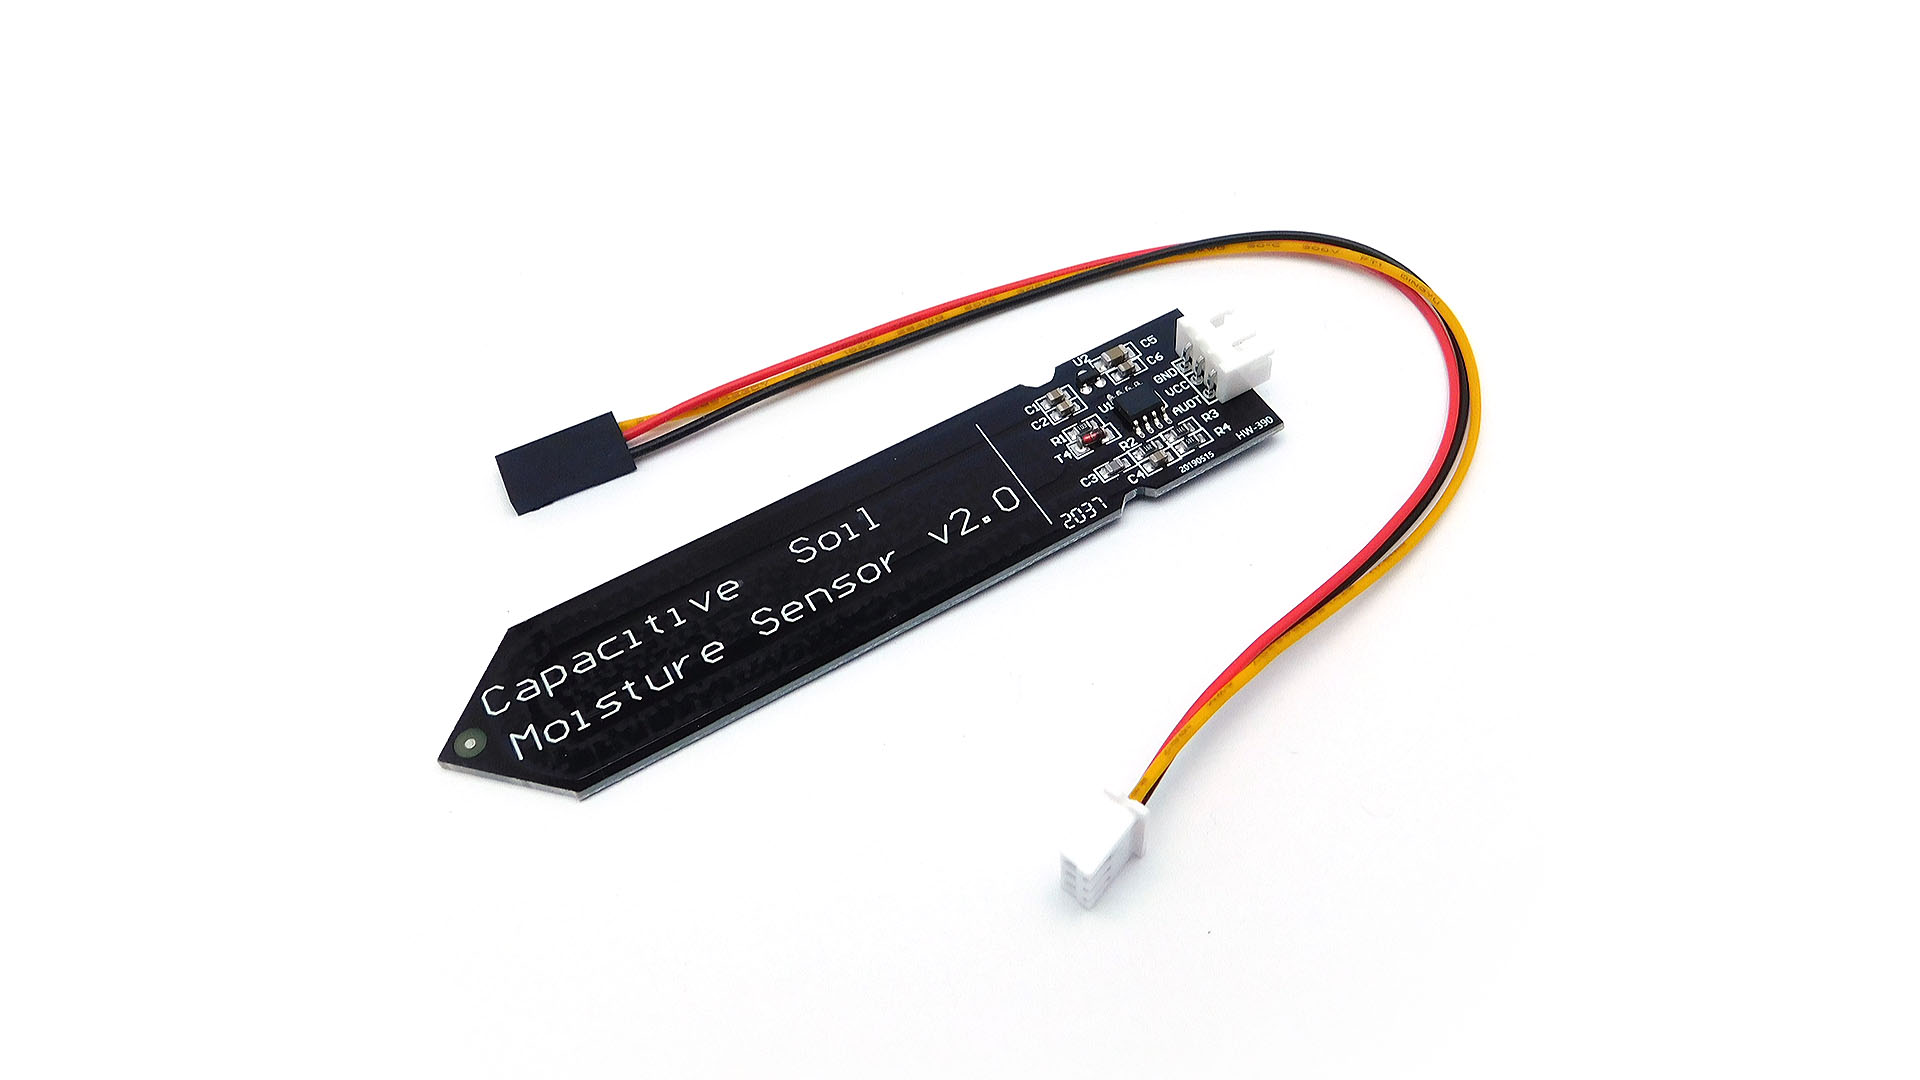 Capacitive Soil
Moisture Sensor v2.0
2037
C1
C2
R1
T4
C3
U2
C5
C6
U1
R2
C4
GND
VCC
AUOT
R3
R4
20190515
HW-390